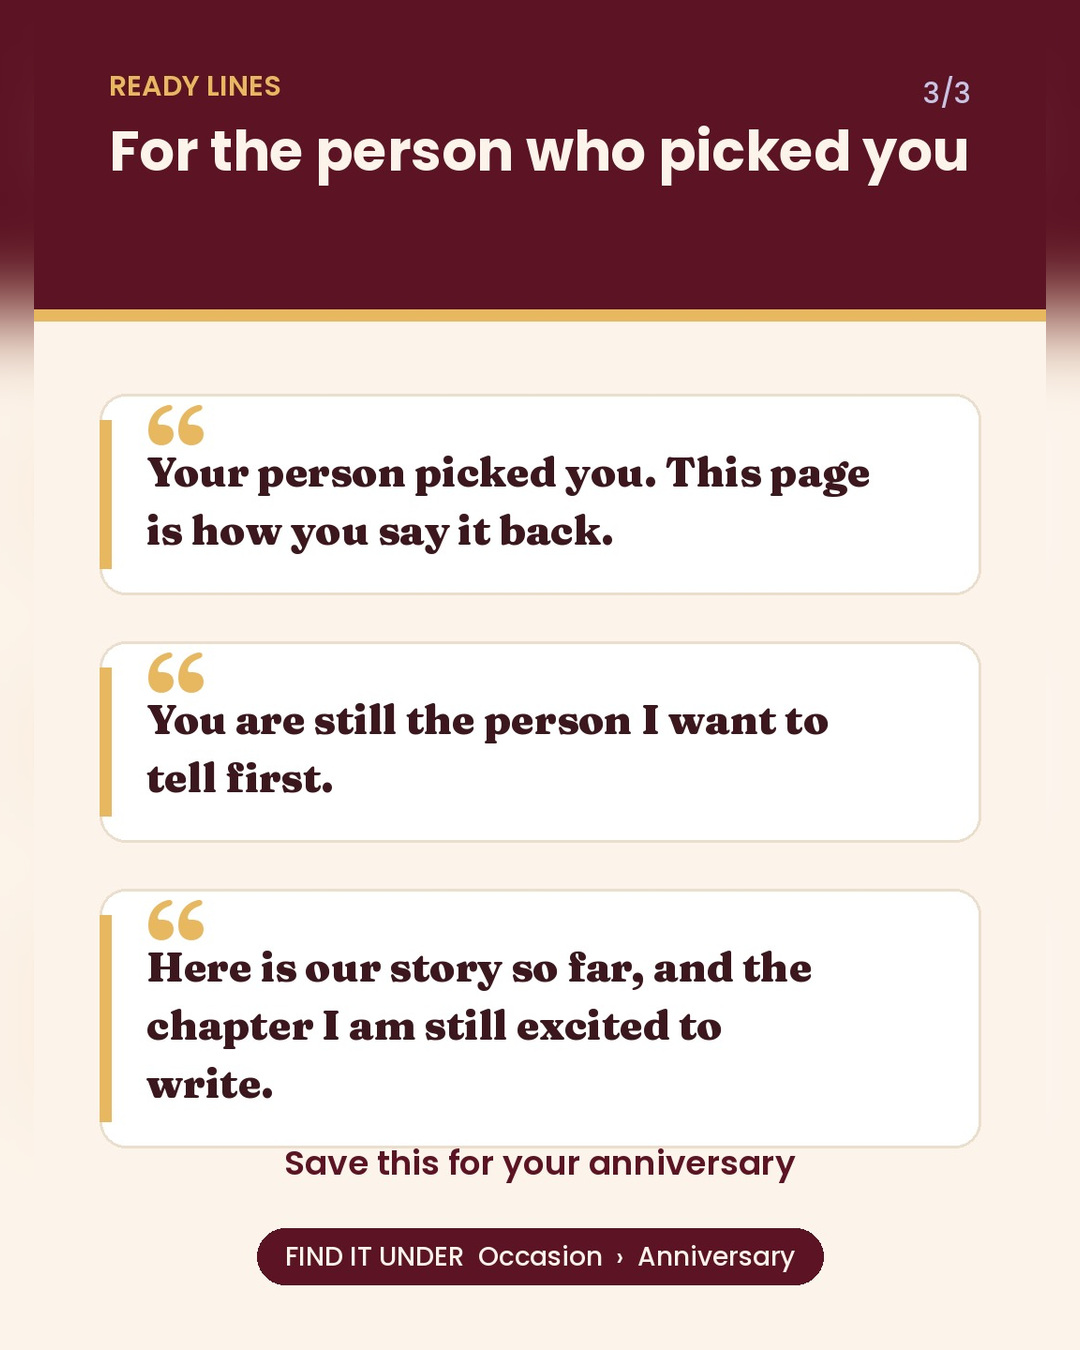 READY LINES
3/3
For the person who picked you
“
Your person picked you. This page
is how you say it back.
“
You are still the person I want to
tell first.
“
Here is our story so far, and the
chapter I am still excited to
write.
Save this for your anniversary
FIND IT UNDER Occasion › Anniversary